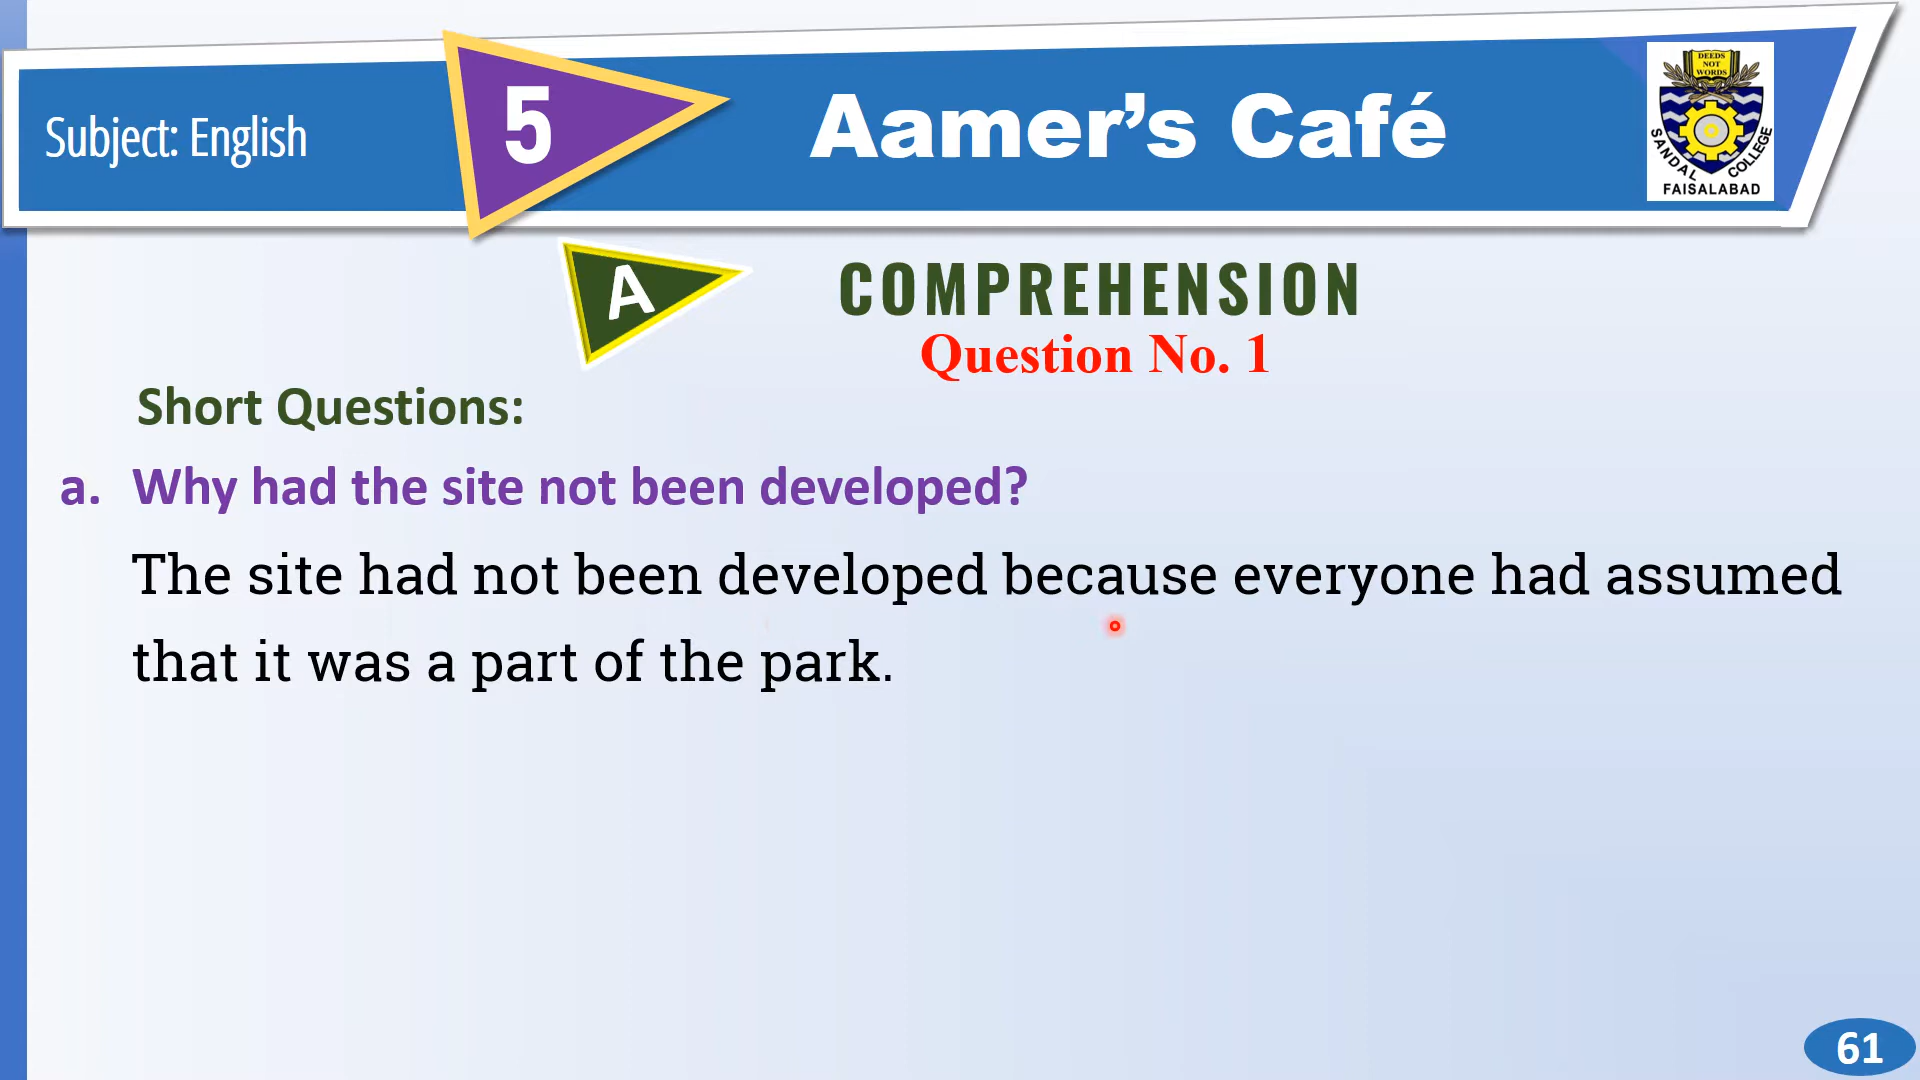 Subject: English
5
Aamer’s Café
DEEDS
NOT
WORDS
SANDAL COLLEGE
FAISALABAD
A
COMPREHENSION
Question No. 1
Short Questions:
a. Why had the site not been developed?
The site had not been developed because everyone had assumed
that it was a part of the park.
61